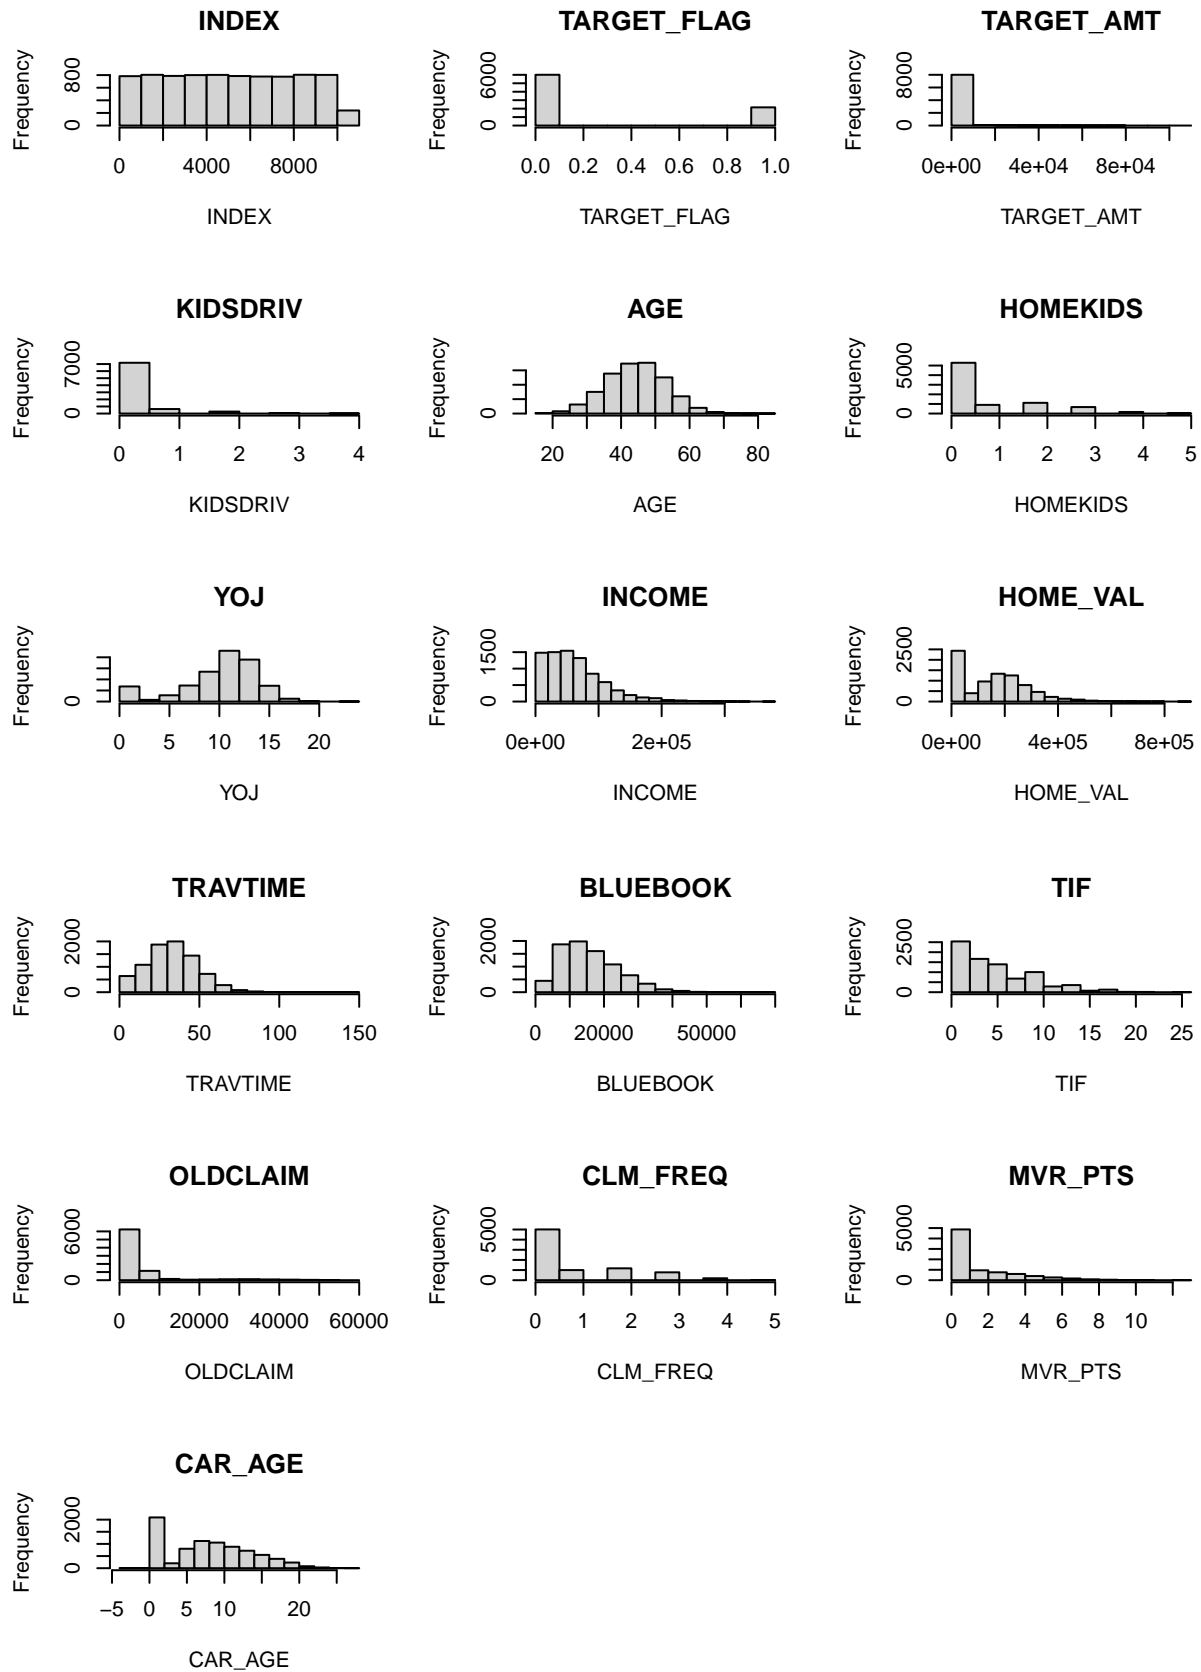 INDEX
Frequency
0
800
0
4000
8000
INDEX
TARGET_FLAG
Frequency
0
6000
0.0
0.2
0.4
0.6
0.8
1.0
TARGET_FLAG
TARGET_AMT
Frequency
0
8000
0e+00
4e+04
8e+04
TARGET_AMT
KIDSDRIV
Frequency
0
7000
0
1
2
3
4
KIDSDRIV
AGE
Frequency
0
20
40
60
80
AGE
HOMEKIDS
Frequency
0
5000
0
1
2
3
4
5
HOMEKIDS
YOJ
Frequency
0
0
5
10
15
20
YOJ
INCOME
Frequency
0
1500
0e+00
2e+05
INCOME
HOME_VAL
Frequency
0
2500
0e+00
4e+05
8e+05
HOME_VAL
TRAVTIME
Frequency
0
2000
0
50
100
150
TRAVTIME
BLUEBOOK
Frequency
0
2000
0
20000
50000
BLUEBOOK
TIF
Frequency
0
2500
0
5
10
15
20
25
TIF
OLDCLAIM
Frequency
0
6000
0
20000
40000
60000
OLDCLAIM
CLM_FREQ
Frequency
0
5000
0
1
2
3
4
5
CLM_FREQ
MVR_PTS
Frequency
0
5000
0
2
4
6
8
10
MVR_PTS
CAR_AGE
Frequency
0
2000
−5
0
5
10
20
CAR_AGE